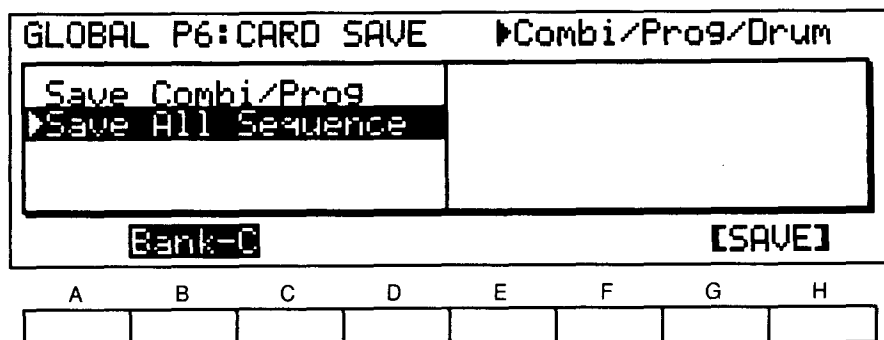 GLOBAL P6:CARD SAVE ▶Combi/Prog/Drum
Save Combi/Prog
▶Save All Sequence
Bank-C 【SAVE】
A B C D E F G H